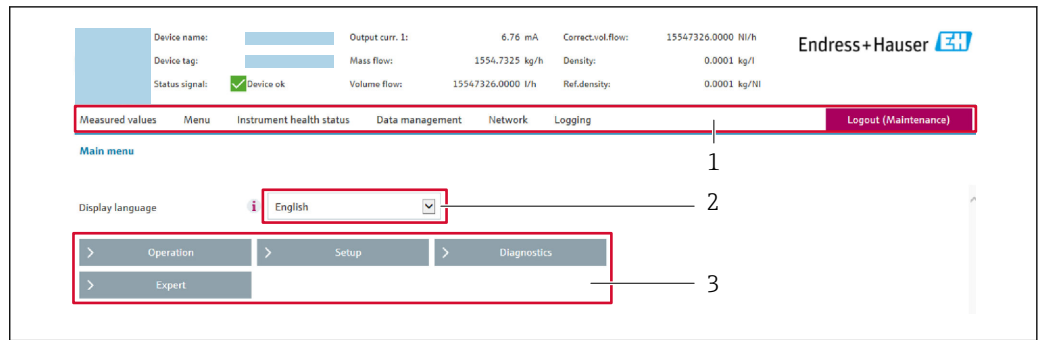 Device name: Output curr. 1: 6.76 mA Correct.vol.flow: 15547326.0000 Nl/h
Endress+Hauser EH
Device tag: Mass flow: 1554.7325 kg/h Density: 0.0001 kg/l
Status signal: Device ok Volume flow: 15547326.0000 l/h Ref.density: 0.0001 kg/Nl
Measured values Menu Instrument health status Data management Network Logging Logout (Maintenance)
1
Main menu
Display language i English 2
> Operation > Setup > Diagnostics
> Expert 3